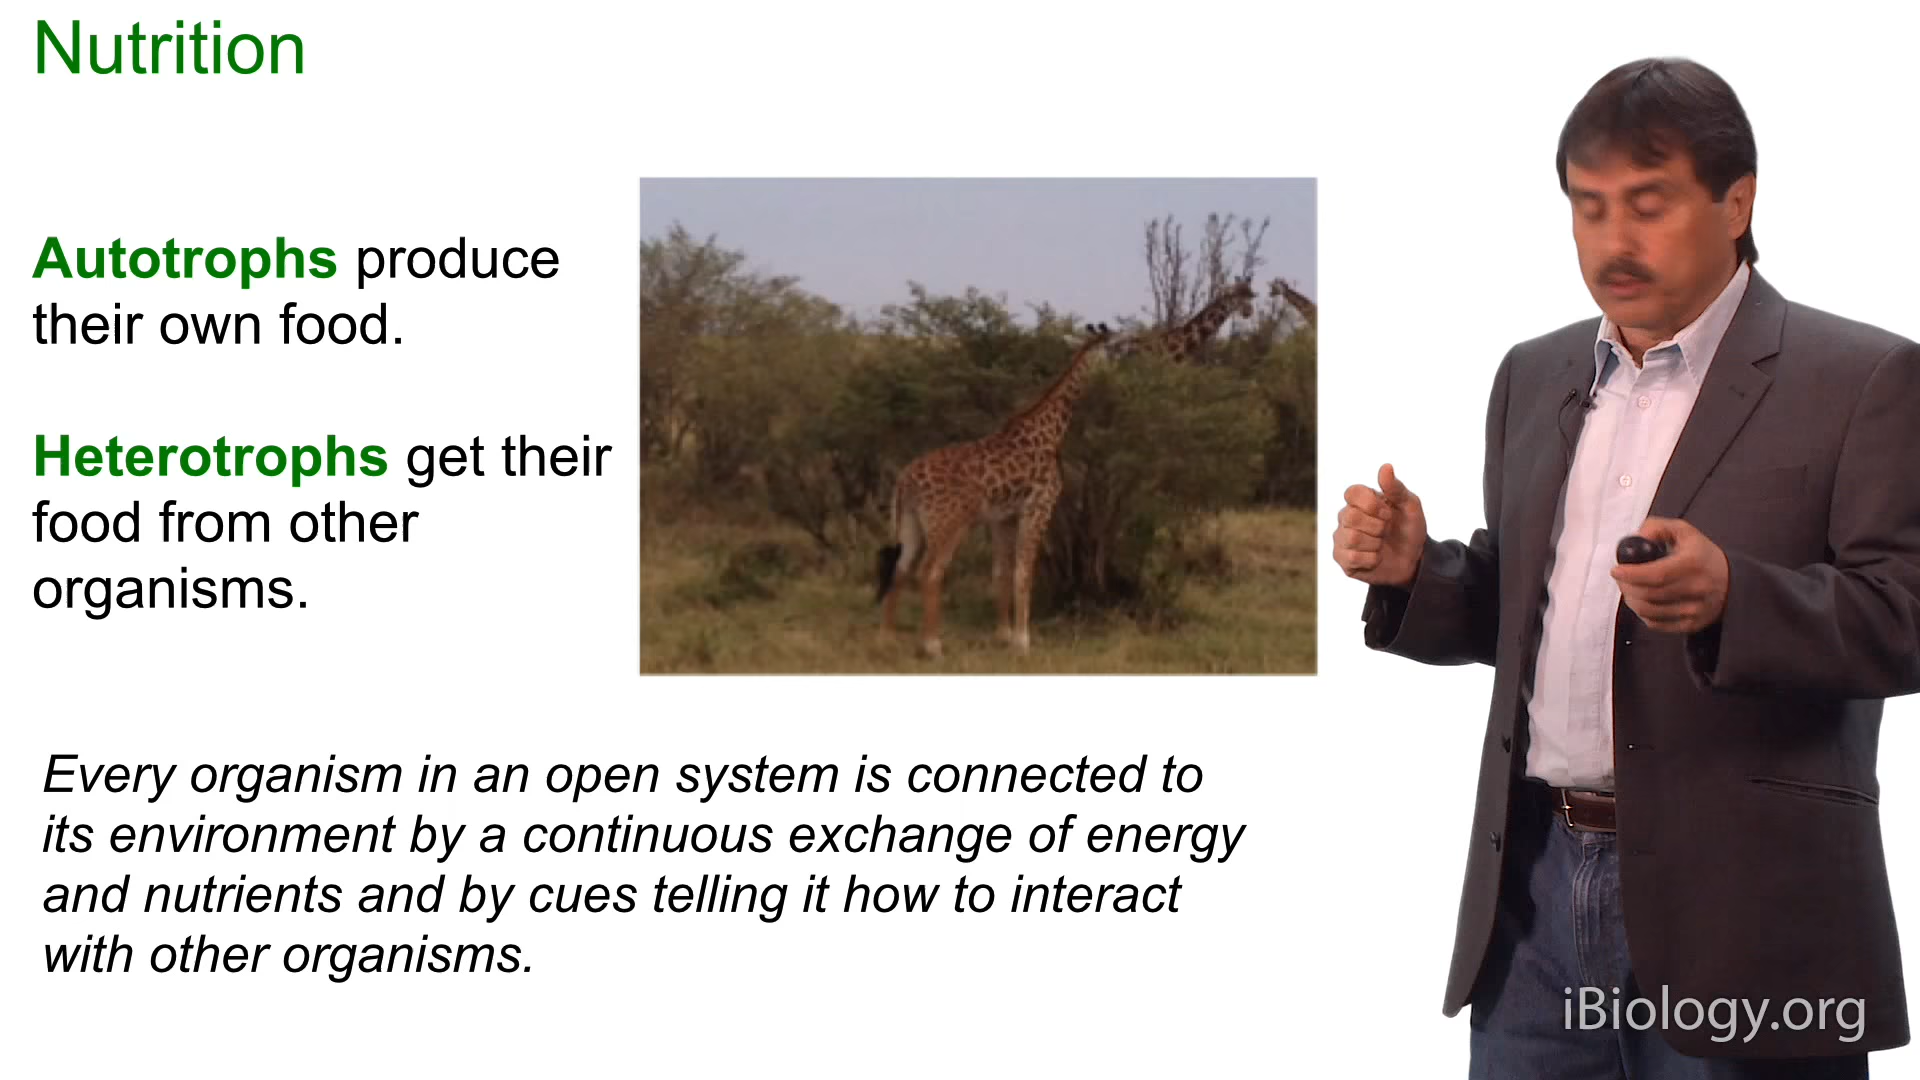 Nutrition
Autotrophs produce
their own food.
Heterotrophs get their
food from other
organisms.
Every organism in an open system is connected to
its environment by a continuous exchange of energy
and nutrients and by cues telling it how to interact
with other organisms.
iBiology.org